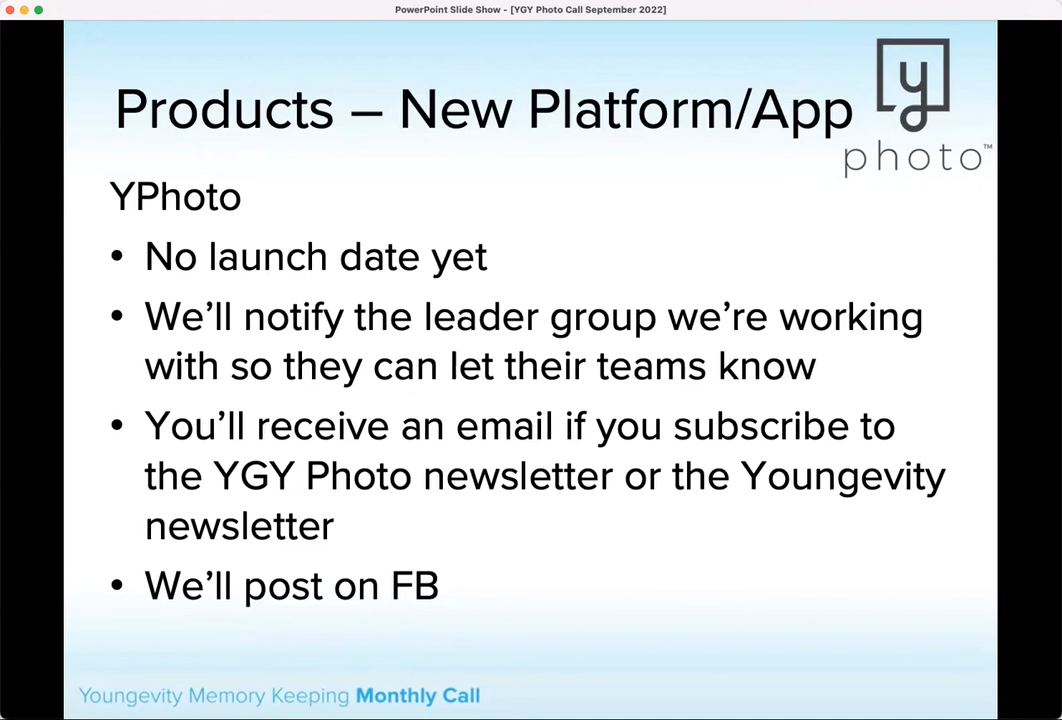 PowerPoint Slide Show - [YGY Photo Call September 2022]
Products – New Platform/App
y
photo™
YPhoto
• No launch date yet
• We’ll notify the leader group we’re working
with so they can let their teams know
• You’ll receive an email if you subscribe to
the YGY Photo newsletter or the Youngevity
newsletter
• We’ll post on FB
Youngevity Memory Keeping Monthly Call